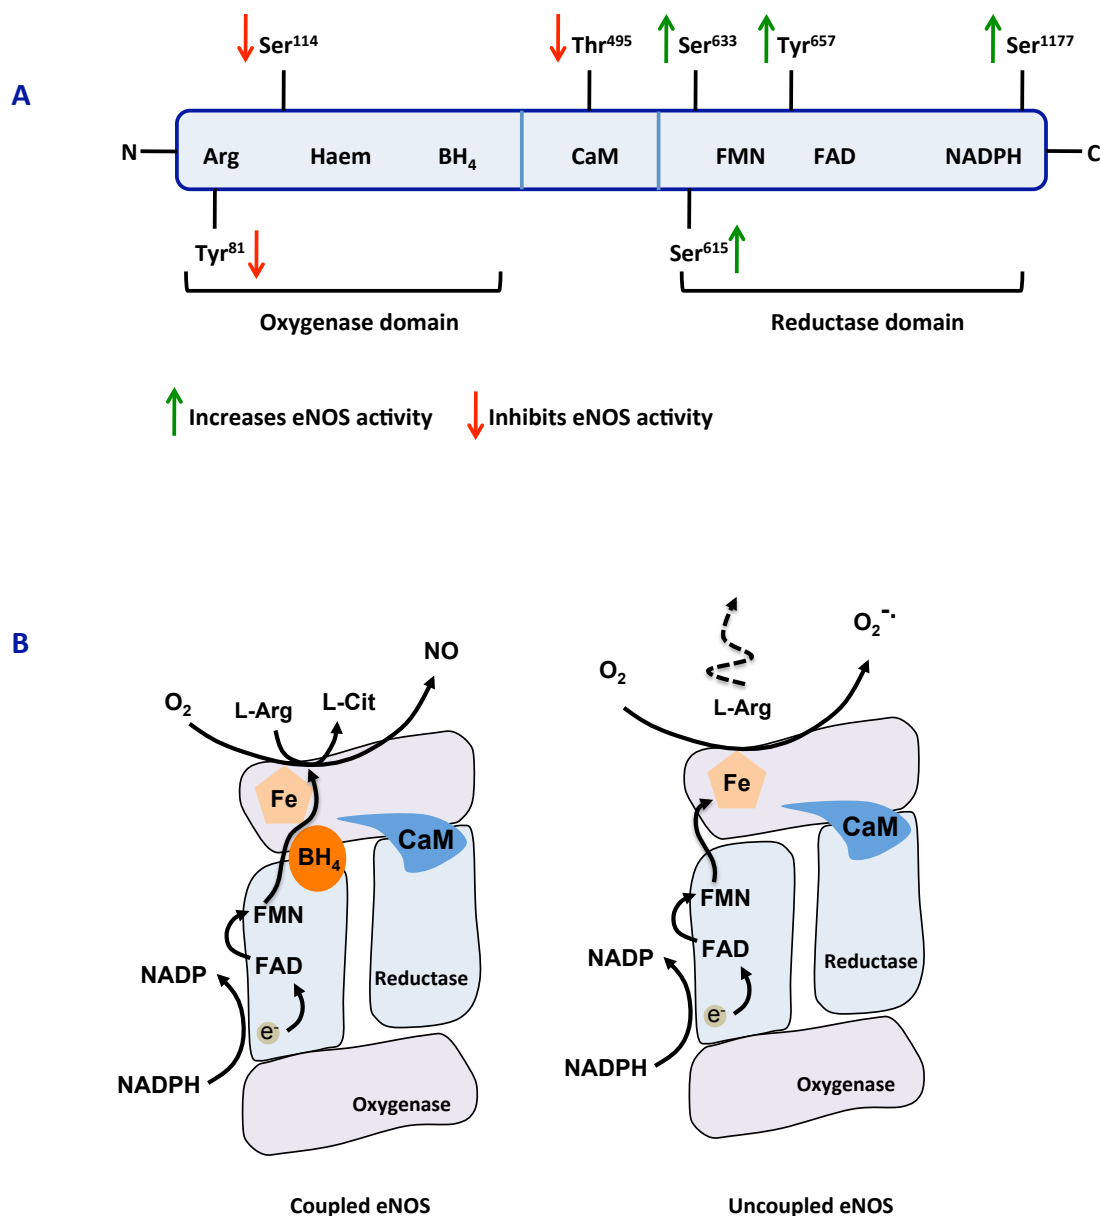 Ser114 Thr495 Ser633 Tyr657 Ser1177
A
N Arg Haem BH4 CaM FMN FAD NADPH C
Tyr81 Ser615
Oxygenase domain Reductase domain
Increases eNOS activity Inhibits eNOS activity
B
O2 L-Arg L-Cit NO
Fe
CaM
BH4
FMN
FAD
NADP
Reductase
e-
NADPH
Oxygenase
Coupled eNOS
O2 L-Arg O2-.
Fe
CaM
FMN
FAD
NADP
Reductase
e-
NADPH
Oxygenase
Uncoupled eNOS